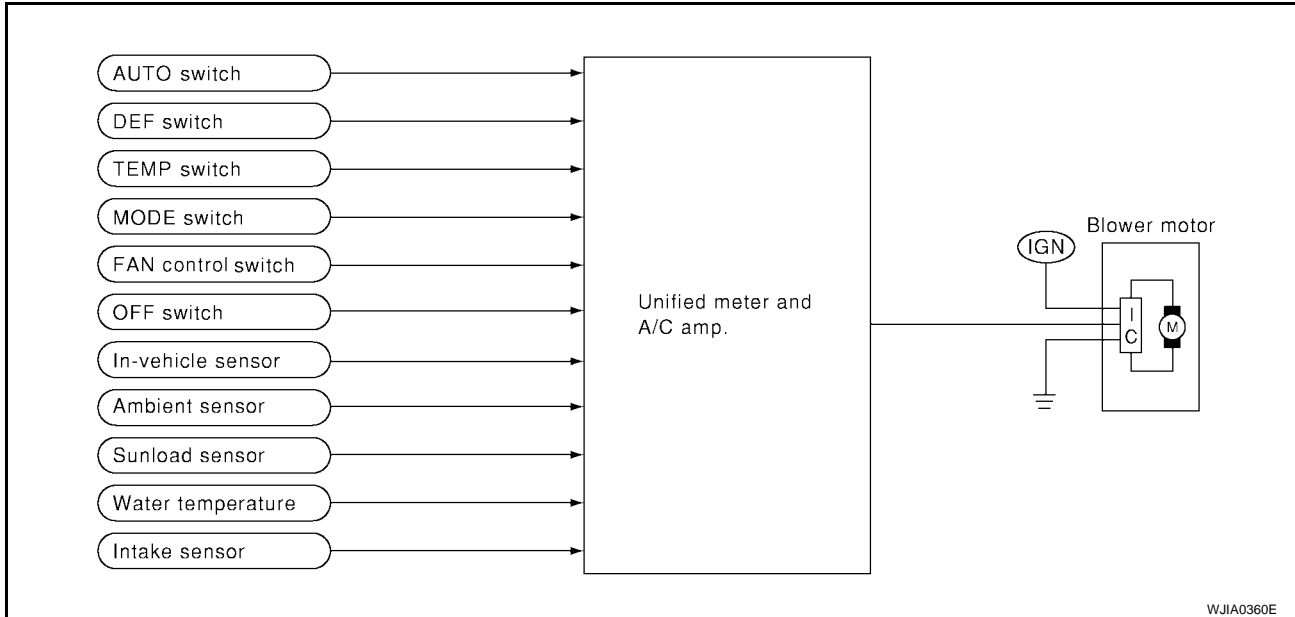 AUTO switch
DEF switch
TEMP switch
MODE switch
FAN control switch
OFF switch
In-vehicle sensor
Ambient sensor
Sunload sensor
Water temperature
Intake sensor
Unified meter and
A/C amp.
IGN
Blower motor
I
C
M
WJIA0360E